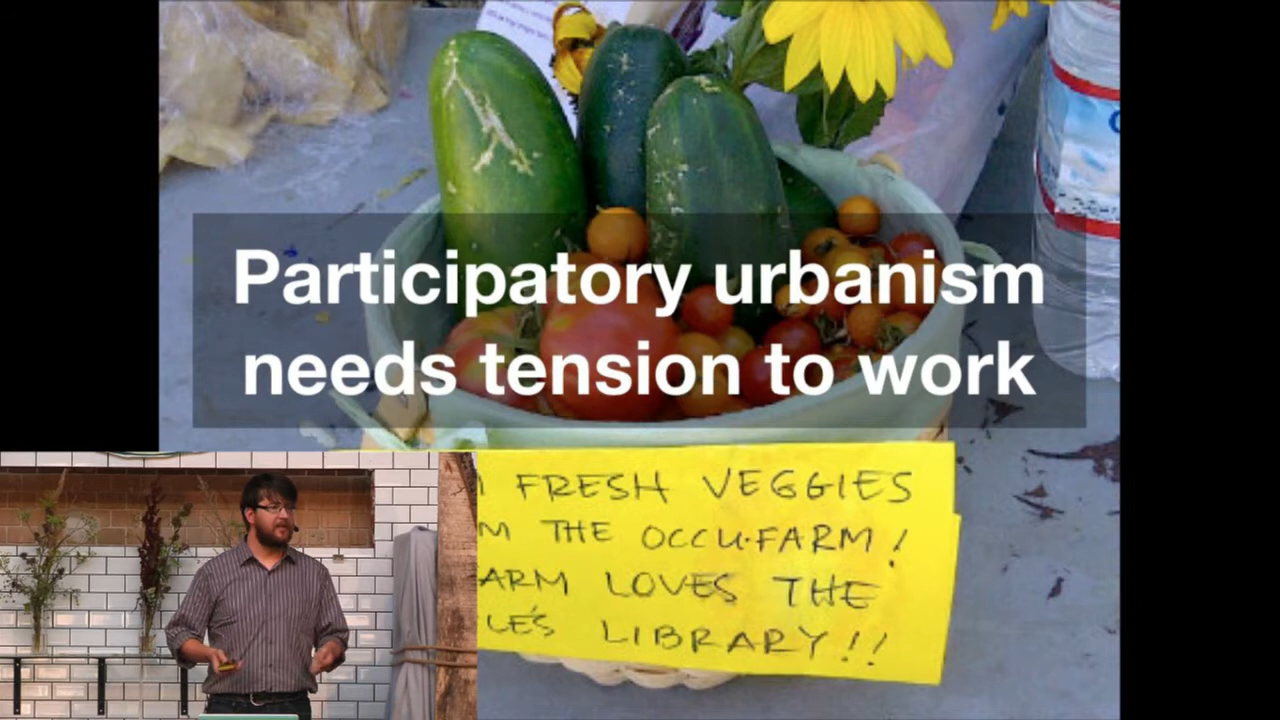 Participatory urbanism
needs tension to work
FRESH VEGGIES
M THE OCCU·FARM!
ARM LOVES THE
LE'S LIBRARY!!